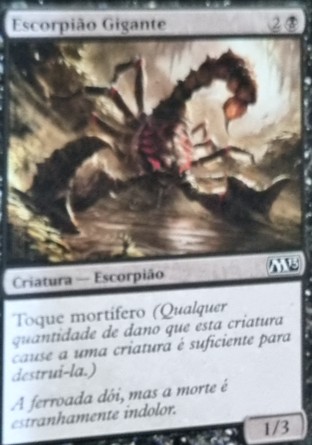 Escorpião Gigante 2
Criatura — Escorpião M15
Toque mortífero (Qualquer
quantidade de dano que esta criatura
cause a uma criatura é suficiente para
destruí-la.)
A ferroada dói, mas a morte é
estranhamente indolor.
1/3